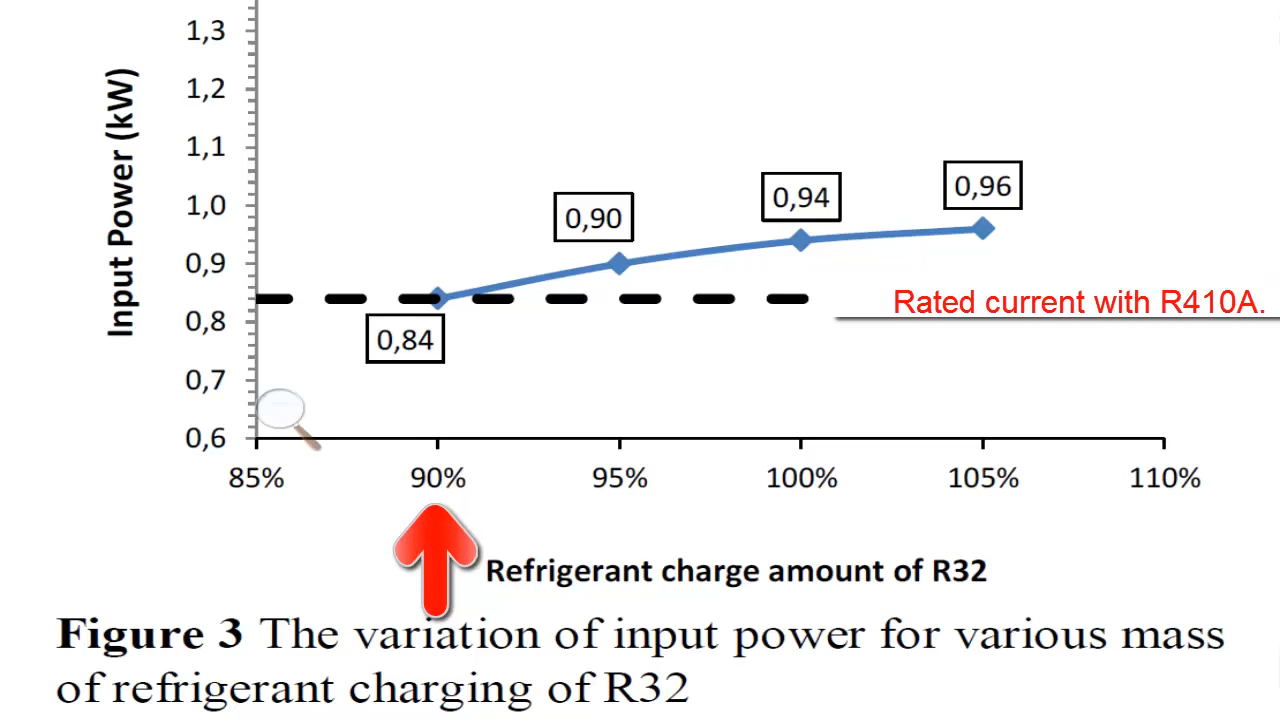 1,3
1,2
1,1
1,0
0,9
0,8
0,7
0,6
Input Power (kW)
0,84
0,90
0,94
0,96
Rated current with R410A.
85% 90% 95% 100% 105% 110%
Refrigerant charge amount of R32
Figure 3 The variation of input power for various mass
of refrigerant charging of R32